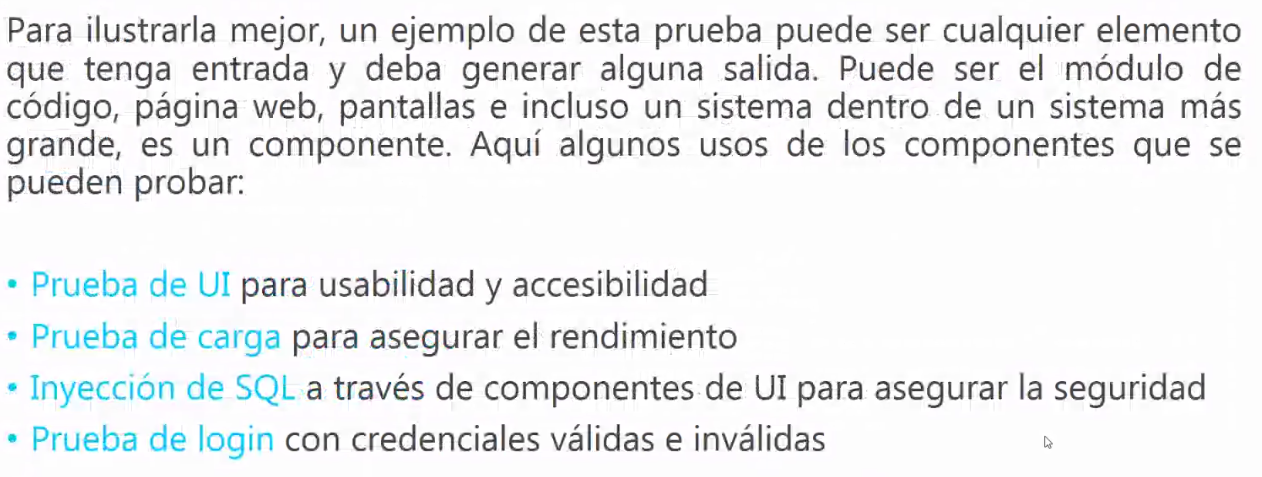 Para ilustrarla mejor, un ejemplo de esta prueba puede ser cualquier elemento
que tenga entrada y deba generar alguna salida. Puede ser el módulo de
código, página web, pantallas e incluso un sistema dentro de un sistema más
grande, es un componente. Aquí algunos usos de los componentes que se
pueden probar:
• Prueba de UI para usabilidad y accesibilidad
• Prueba de carga para asegurar el rendimiento
• Inyección de SQL a través de componentes de UI para asegurar la seguridad
• Prueba de login con credenciales válidas e inválidas